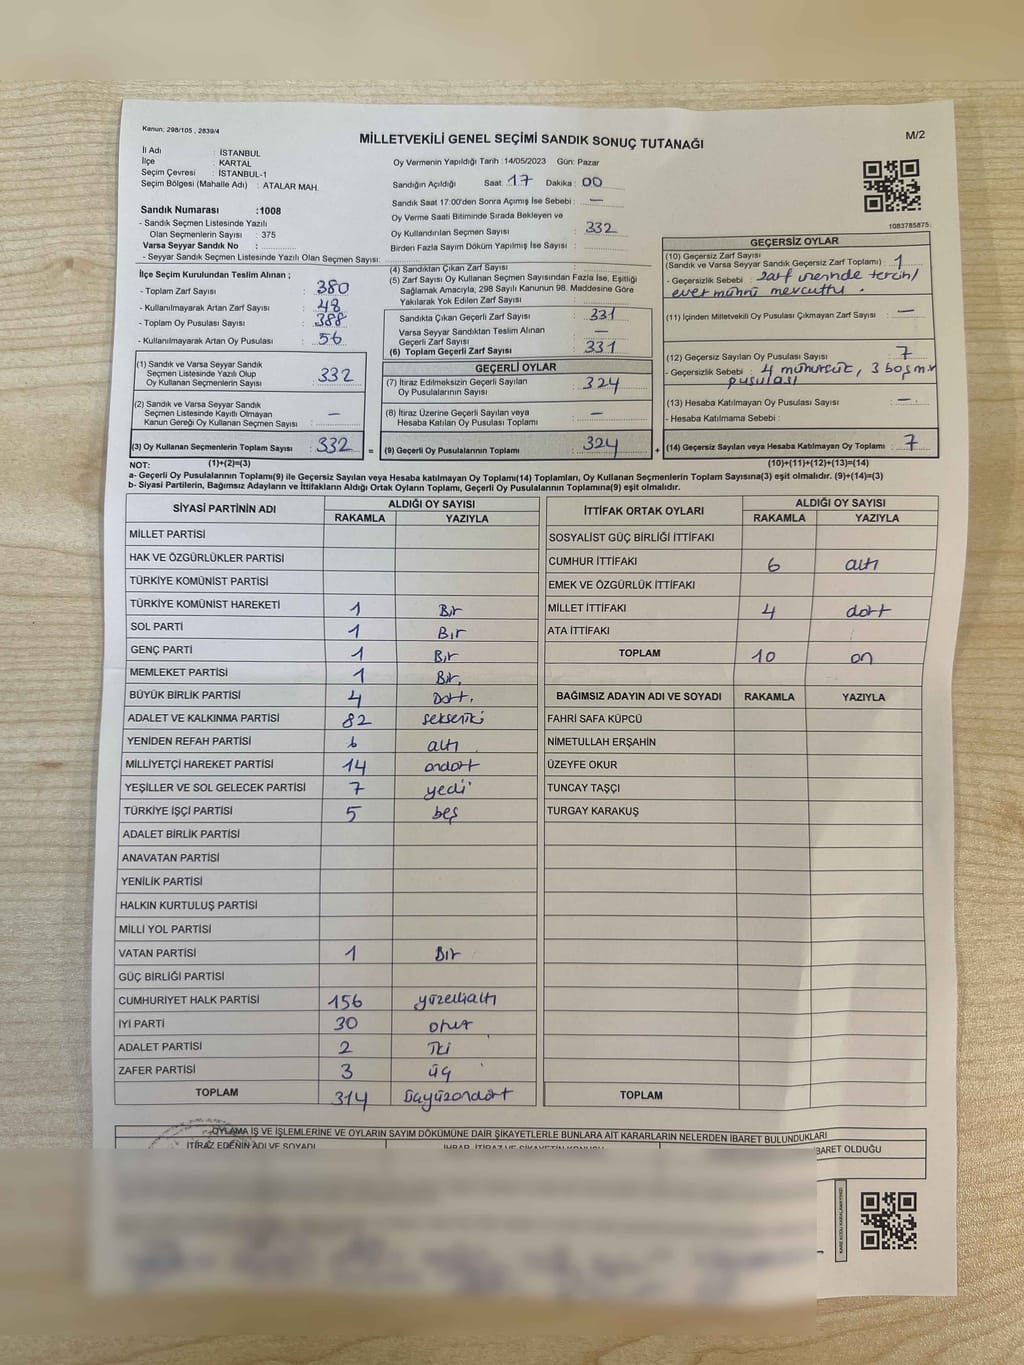 Kanun; 298/105 , 2839/4
MİLLETVEKİLİ GENEL SEÇİMİ SANDIK SONUÇ TUTANAĞI
M/2
İl Adı : İSTANBUL
İlçe : KARTAL
Seçim Çevresi : İSTANBUL-1
Seçim Bölgesi (Mahalle Adı) : ATALAR MAH.
Oy Vermenin Yapıldığı Tarih : 14/05/2023 Gün: Pazar
Sandığın Açıldığı Saat : 17 Dakika : 00
Sandık Saat 17:00'den Sonra Açımış İse Sebebi : —
Oy Verme Saati Bitiminde Sırada Bekleyen ve
Oy Kullandırılan Seçmen Sayısı : 332
Birden Fazla Sayım Döküm Yapılmış İse Sayısı :
Sandık Numarası :1008
- Sandık Seçmen Listesinde Yazılı
Olan Seçmenlerin Sayısı : 375
Varsa Seyyar Sandık No :
- Seyyar Sandık Seçmen Listesinde Yazılı Olan Seçmen Sayısı:
1083785875
İlçe Seçim Kurulundan Teslim Alınan ;
- Toplam Zarf Sayısı : 380
- Kullanılmayarak Artan Zarf Sayısı : 48
- Toplam Oy Pusulası Sayısı : 388
- Kullanılmayarak Artan Oy Pusulası : 56
(1) Sandık ve Varsa Seyyar Sandık
Seçmen Listesinde Yazılı Olup
Oy Kullanan Seçmenlerin Sayısı : 332
(2) Sandık ve Varsa Seyyar Sandık
Seçmen Listesinde Kayıtlı Olmayan
Kanun Gereği Oy Kullanan Seçmen Sayısı : —
(3) Oy Kullanan Seçmenlerin Toplam Sayısı : 332 =
(1)+(2)=(3)
(4) Sandıktan Çıkan Zarf Sayısı :
(5) Zarf Sayısı Oy Kullanan Seçmen Sayısından Fazla İse, Eşitliği
Sağlamak Amacıyla, 298 Sayılı Kanunun 98. Maddesine Göre
Yakılarak Yok Edilen Zarf Sayısı :
Sandıkta Çıkan Geçerli Zarf Sayısı : 331
Varsa Seyyar Sandıktan Teslim Alınan
Geçerli Zarf Sayısı : —
(6) Toplam Geçerli Zarf Sayısı : 331
GEÇERLİ OYLAR
(7) İtiraz Edilmeksizin Geçerli Sayılan
Oy Pusulalarının Sayısı : 324
(8) İtiraz Üzerine Geçerli Sayılan veya
Hesaba Katılan Oy Pusulası Toplamı : —
(9) Geçerli Oy Pusulalarının Toplamı : 324 +
GEÇERSİZ OYLAR
(10) Geçersiz Zarf Sayısı
(Sandık ve Varsa Seyyar Sandık Geçersiz Zarf Toplamı) : 1
- Geçersizlik Sebebi : zarf üzerinde tercih/
evet mührü mevcuttu .
(11) İçinden Milletvekili Oy Pusulası Çıkmayan Zarf Sayısı : —
(12) Geçersiz Sayılan Oy Pusulası Sayısı : 7
- Geçersizlik Sebebi : 4 mühürsüz, 3 boş
pusulası
(13) Hesaba Katılmayan Oy Pusulası Sayısı : —
- Hesaba Katılmama Sebebi :
(14) Geçersiz Sayılan veya Hesaba Katılmayan Oy Toplamı : 7
(10)+(11)+(12)+(13)=(14)
NOT:
a- Geçerli Oy Pusulalarının Toplamı(9) ile Geçersiz Sayılan veya Hesaba katılmayan Oy Toplamı(14) Toplamları, Oy Kullanan Seçmenlerin Toplam Sayısına(3) eşit olmalıdır. (9)+(14)=(3)
b- Siyasi Partilerin, Bağımsız Adayların ve İttifakların Aldığı Ortak Oyların Toplamı, Geçerli Oy Pusulalarının Toplamına(9) eşit olmalıdır.
SİYASİ PARTİNİN ADI ALDIĞI OY SAYISI
RAKAMLA YAZIYLA
MİLLET PARTİSİ
HAK VE ÖZGÜRLÜKLER PARTİSİ
TÜRKİYE KOMÜNİST PARTİSİ
TÜRKİYE KOMÜNİST HAREKETİ 1 Bir
SOL PARTİ 1 Bir
GENÇ PARTİ 1 Bir
MEMLEKET PARTİSİ 1 Bir.
BÜYÜK BİRLİK PARTİSİ 4 Dört.
ADALET VE KALKINMA PARTİSİ 82 sekseniki
YENİDEN REFAH PARTİSİ 6 altı
MİLLİYETÇİ HAREKET PARTİSİ 14 ondört
YEŞİLLER VE SOL GELECEK PARTİSİ 7 yedi
TÜRKİYE İŞÇİ PARTİSİ 5 beş
ADALET BİRLİK PARTİSİ
ANAVATAN PARTİSİ
YENİLİK PARTİSİ
HALKIN KURTULUŞ PARTİSİ
MİLLİ YOL PARTİSİ
VATAN PARTİSİ 1 Bir
GÜÇ BİRLİĞİ PARTİSİ
CUMHURİYET HALK PARTİSİ 156 yüzellialtı
İYİ PARTİ 30 otuz
ADALET PARTİSİ 2 iki
ZAFER PARTİSİ 3 üç
TOPLAM 314 üçyüzondört
İTTİFAK ORTAK OYLARI ALDIĞI OY SAYISI
RAKAMLA YAZIYLA
SOSYALİST GÜÇ BİRLİĞİ İTTİFAKI
CUMHUR İTTİFAKI 6 altı
EMEK VE ÖZGÜRLÜK İTTİFAKI
MİLLET İTTİFAKI 4 dört
ATA İTTİFAKI
TOPLAM 10 on
BAĞIMSIZ ADAYIN ADI VE SOYADI RAKAMLA YAZIYLA
FAHRİ SAFA KÜPCÜ
NİMETULLAH ERŞAHİN
ÜZEYFE OKUR
TUNCAY TAŞÇI
TURGAY KARAKUŞ
TOPLAM
OYLAMA İŞ VE İŞLEMLERİNE VE OYLARIN SAYIM DÖKÜMÜNE DAİR ŞİKAYETLERLE BUNLARA AİT KARARLARIN NELERDEN İBARET BULUNDUKLARI
İTİRAZ EDENİN ADI VE SOYADI İHBAR, İTİRAZ VE ŞİKAYETİN KONUSU BARET OLDUĞU